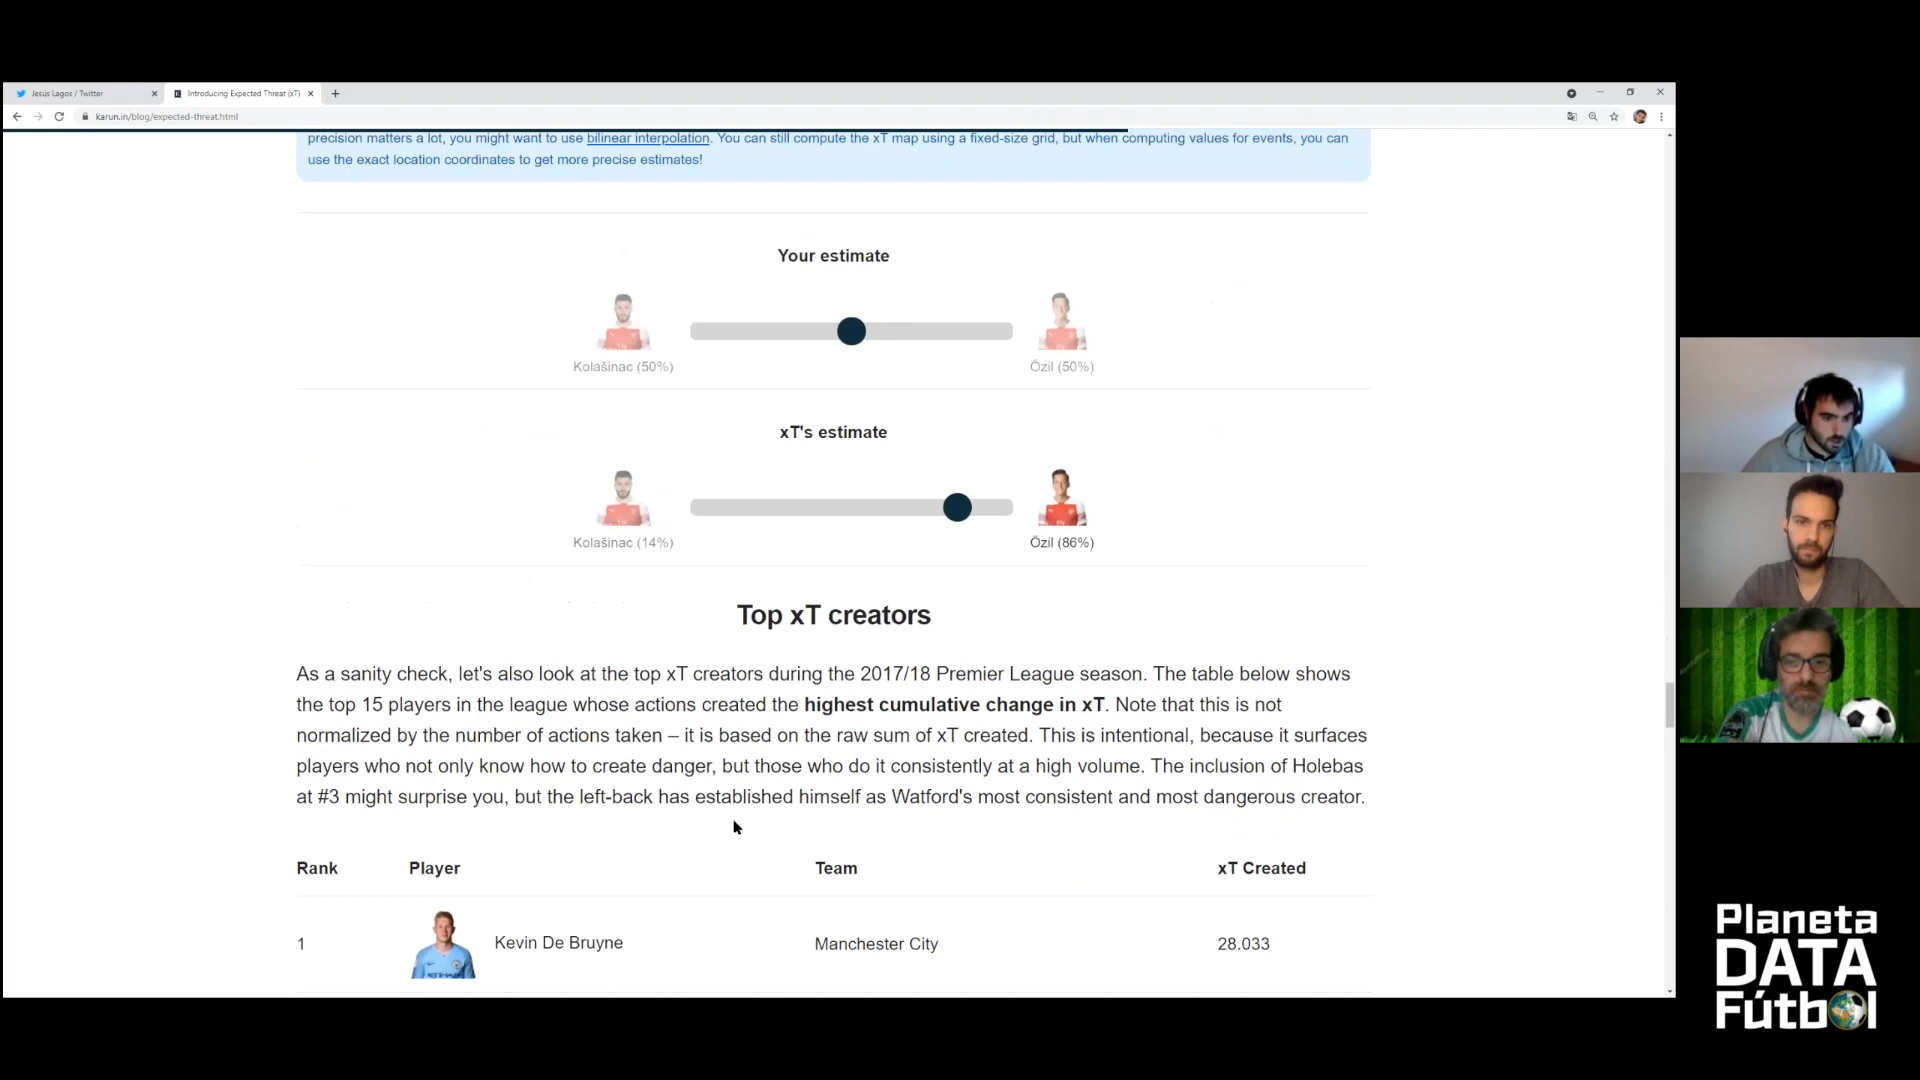 Jesús Lagos / Twitter
Introducing Expected Threat (xT)
karun.in/blog/expected-threat.html
precision matters a lot, you might want to use bilinear interpolation. You can still compute the xT map using a fixed-size grid, but when computing values for events, you can
use the exact location coordinates to get more precise estimates!
Your estimate
Kolašinac (50%)
Özil (50%)
xT's estimate
Kolašinac (14%)
Özil (86%)
Top xT creators
As a sanity check, let's also look at the top xT creators during the 2017/18 Premier League season. The table below shows
the top 15 players in the league whose actions created the highest cumulative change in xT. Note that this is not
normalized by the number of actions taken – it is based on the raw sum of xT created. This is intentional, because it surfaces
players who not only know how to create danger, but those who do it consistently at a high volume. The inclusion of Holebas
at #3 might surprise you, but the left-back has established himself as Watford's most consistent and most dangerous creator.
Rank Player Team xT Created
1 Kevin De Bruyne Manchester City 28.033
Planeta
DATA
Fútbol